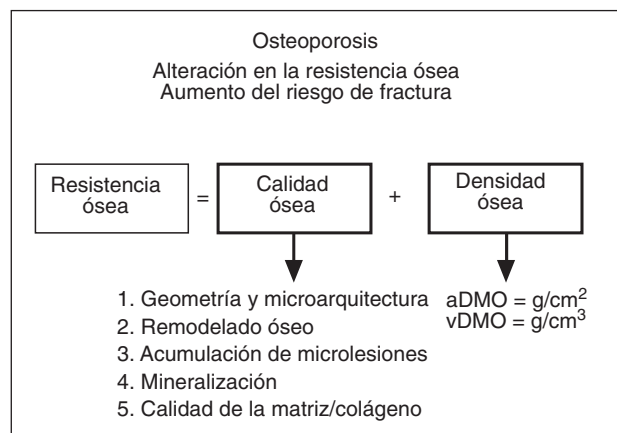 Osteoporosis
Alteración en la resistencia ósea
Aumento del riesgo de fractura
Resistencia
ósea
=
Calidad
ósea
+
Densidad
ósea
1. Geometría y microarquitectura
2. Remodelado óseo
3. Acumulación de microlesiones
4. Mineralización
5. Calidad de la matriz/colágeno
aDMO = g/cm²
vDMO = g/cm³